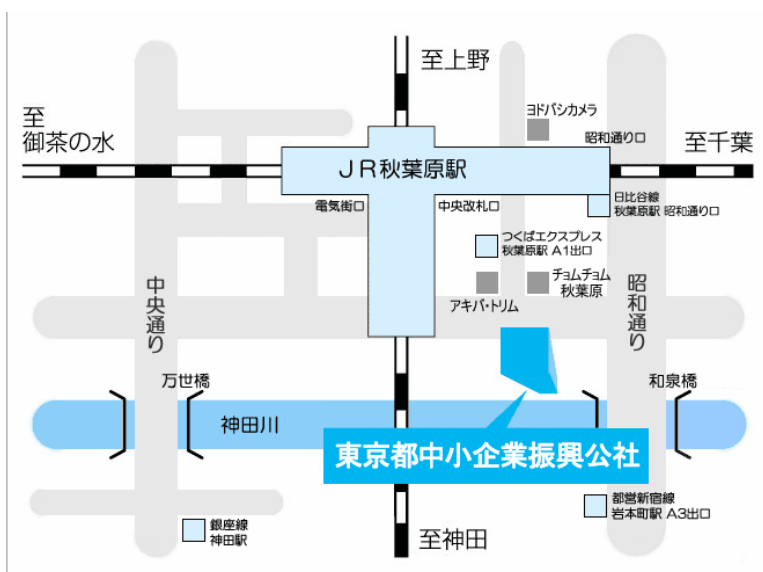 至上野
至
御茶の水
ヨドバシカメラ
昭和通り口
至千葉
JR秋葉原駅
電気街口
中央改札口
日比谷線
秋葉原駅 昭和通り口
つくばエクスプレス
秋葉原駅 A1出口
チョムチョム
秋葉原
アキバ・トリム
中央通り
昭和通り
万世橋
和泉橋
神田川
東京都中小企業振興公社
都営新宿線
岩本町駅 A3出口
銀座線
神田駅
至神田